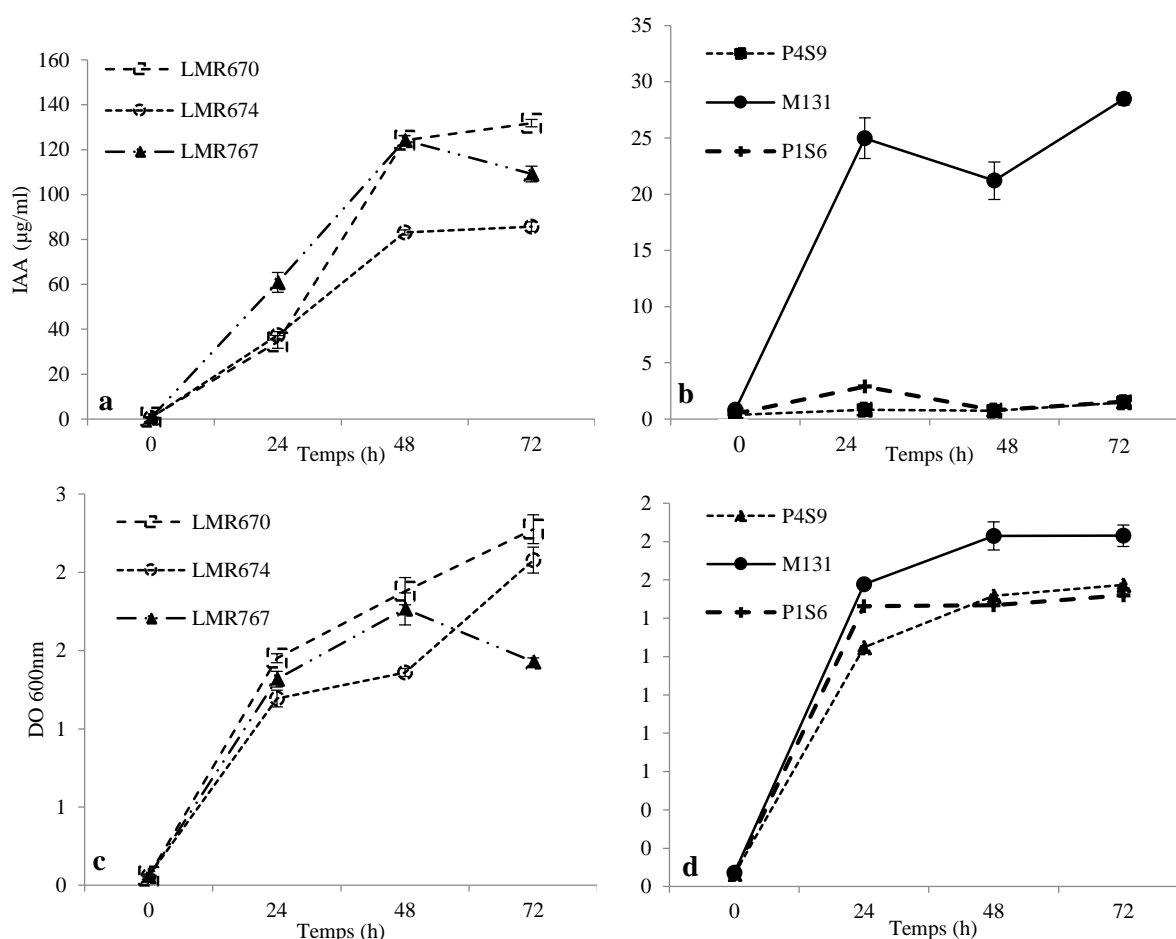 160
140
120
100
80
60
40
20
0
IAA (µg/ml)
LMR670
LMR674
LMR767
a
0 24 48 72
Temps (h)
35
30
25
20
15
10
5
0
P4S9
M131
P1S6
b
0 24 48 72
Temps (h)
3
2
2
1
1
0
DO 600nm
LMR670
LMR674
LMR767
c
0 24 48 72
Temps (h)
2
2
2
1
1
1
1
1
0
0
0
P4S9
M131
P1S6
d
0 24 48 72
Temps (h)